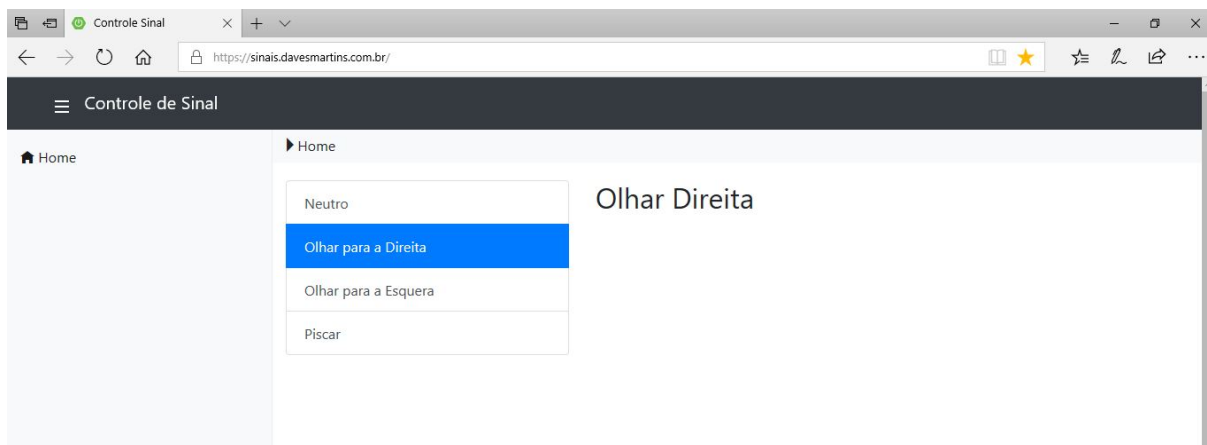 Controle Sinal
https://sinais.davesmartins.com.br/
Controle de Sinal
Home
Home
Neutro
Olhar para a Direita
Olhar para a Esquera
Piscar
Olhar Direita